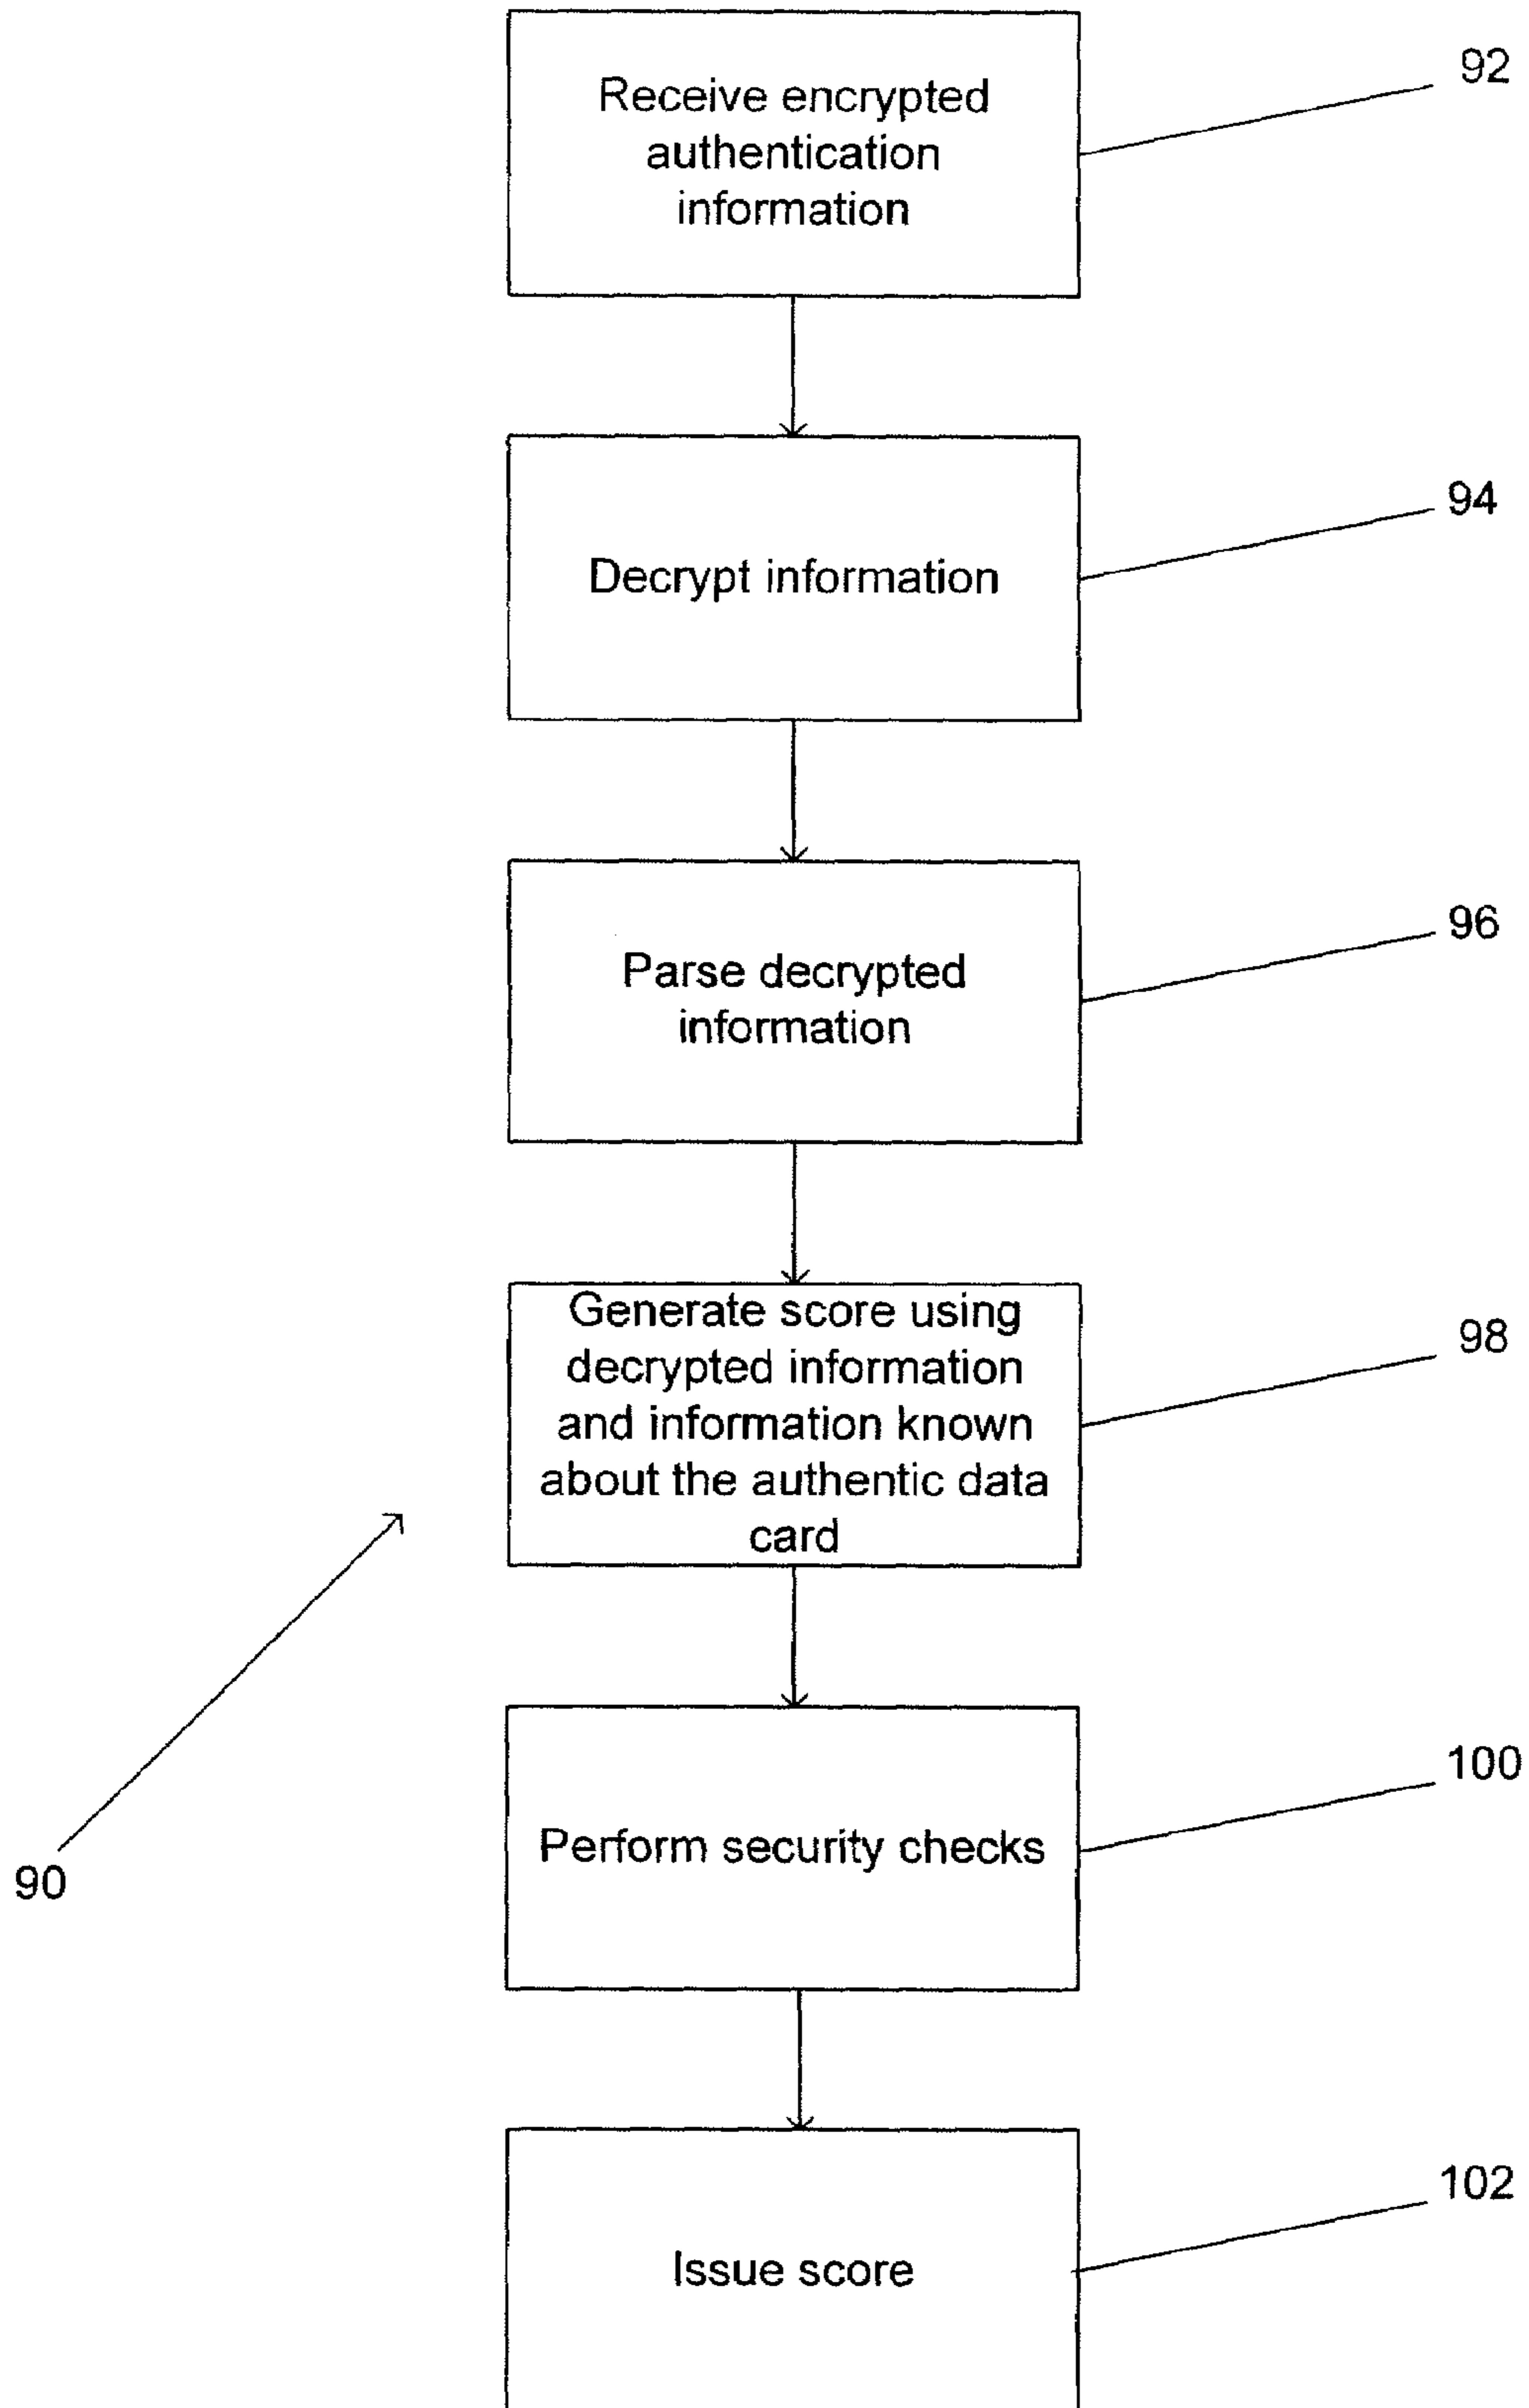 Receive encrypted
authentication
information
92
Decrypt information
94
Parse decrypted
information
96
Generate score using
decrypted information
and information known
about the authentic data
card
98
Perform security checks
100
90
Issue score
102